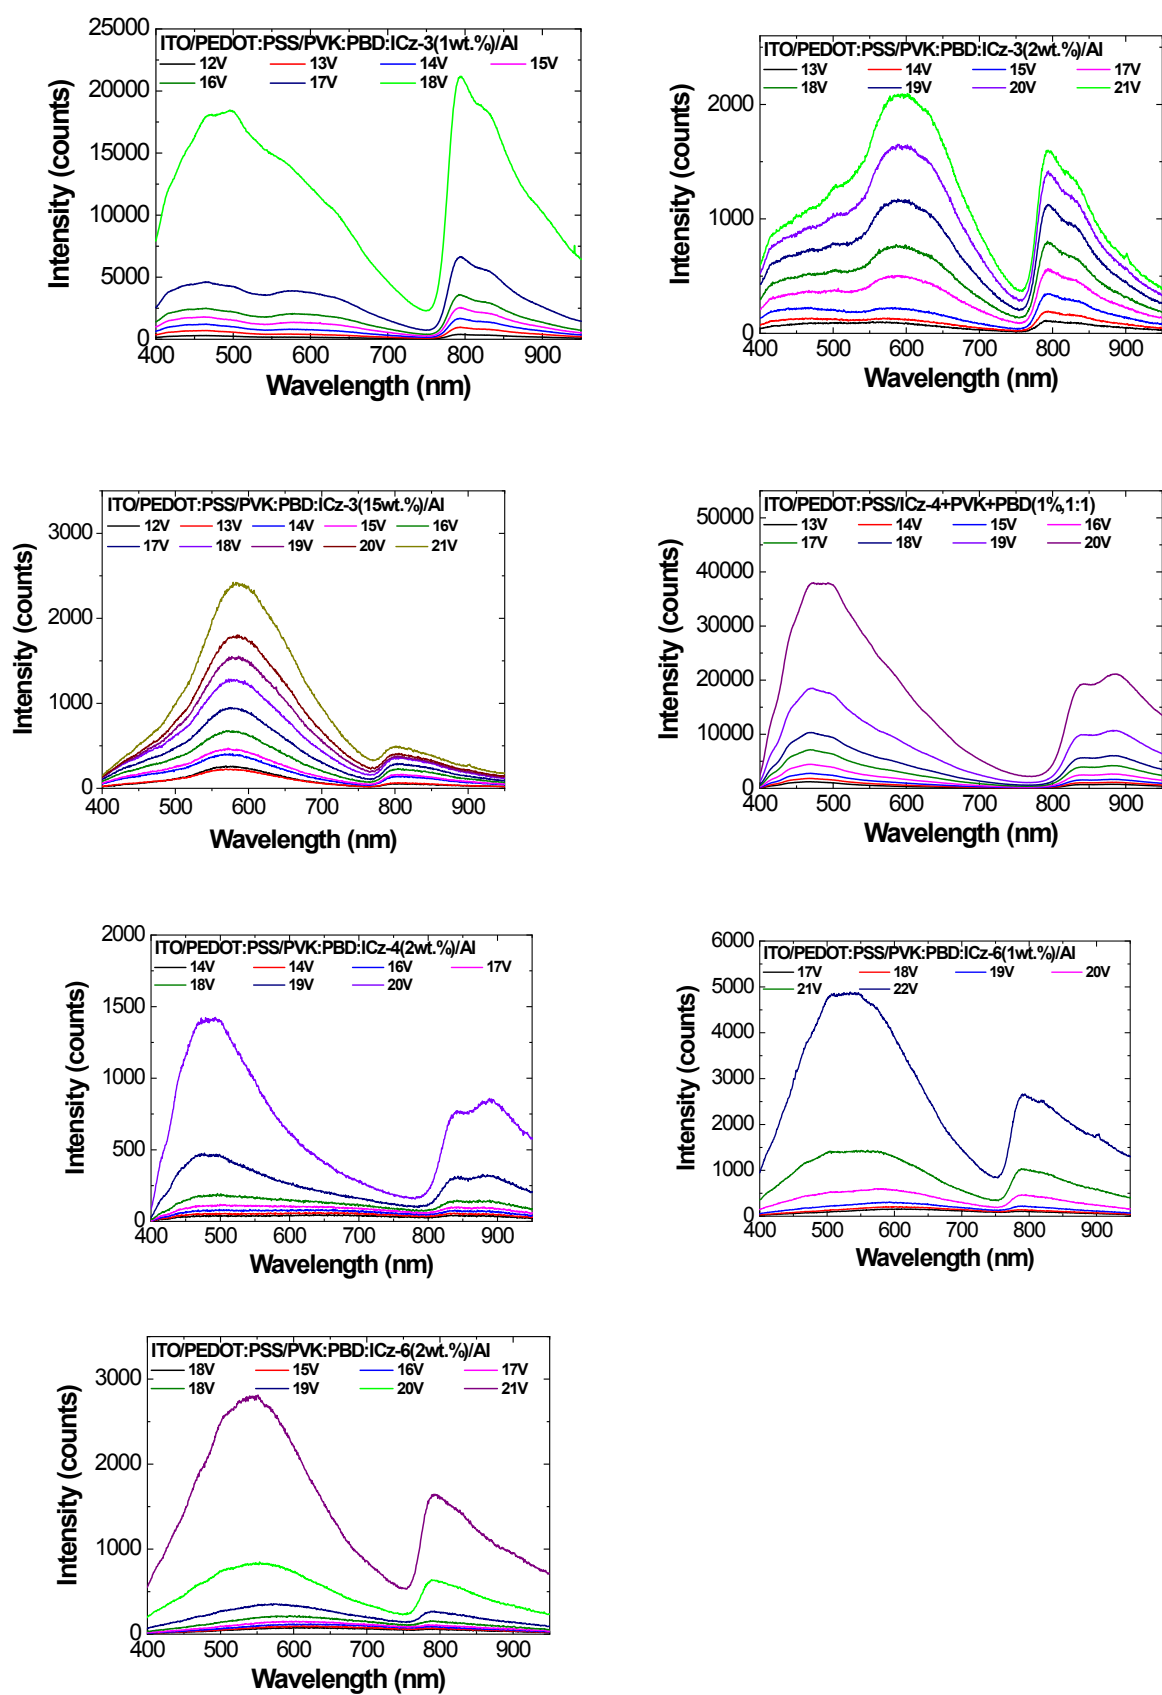 ITO/PEDOT:PSS/PVK:PBD:ICz-3(1wt.%)/Al
12V 13V 14V 15V
16V 17V 18V
25000
20000
15000
10000
5000
0
400 500 600 700 800 900
Intensity (counts)
Wavelength (nm)
ITO/PEDOT:PSS/PVK:PBD:ICz-3(2wt.%)/Al
13V 14V 15V 17V
18V 19V 20V 21V
2000
1000
0
400 500 600 700 800 900
Intensity (counts)
Wavelength (nm)
ITO/PEDOT:PSS/PVK:PBD:ICz-3(15wt.%)/Al
12V 13V 14V 15V 16V
17V 18V 19V 20V 21V
3000
2000
1000
0
400 500 600 700 800 900
Intensity (counts)
Wavelength (nm)
ITO/PEDOT:PSS/ICz-4+PVK+PBD(1%,1:1)
13V 14V 15V 16V
17V 18V 19V 20V
50000
40000
30000
20000
10000
0
400 500 600 700 800 900
Intensity (counts)
Wavelength (nm)
ITO/PEDOT:PSS/PVK:PBD:ICz-4(2wt.%)/Al
14V 14V 16V 17V
18V 19V 20V
2000
1500
1000
500
0
400 500 600 700 800 900
Intensity (counts)
Wavelength (nm)
ITO/PEDOT:PSS/PVK:PBD:ICz-6(1wt.%)/Al
17V 18V 19V 20V
21V 22V
6000
5000
4000
3000
2000
1000
0
400 500 600 700 800 900
Intensity (counts)
Wavelength (nm)
ITO/PEDOT:PSS/PVK:PBD:ICz-6(2wt.%)/Al
18V 15V 16V 17V
18V 19V 20V 21V
3000
2000
1000
0
400 500 600 700 800 900
Intensity (counts)
Wavelength (nm)